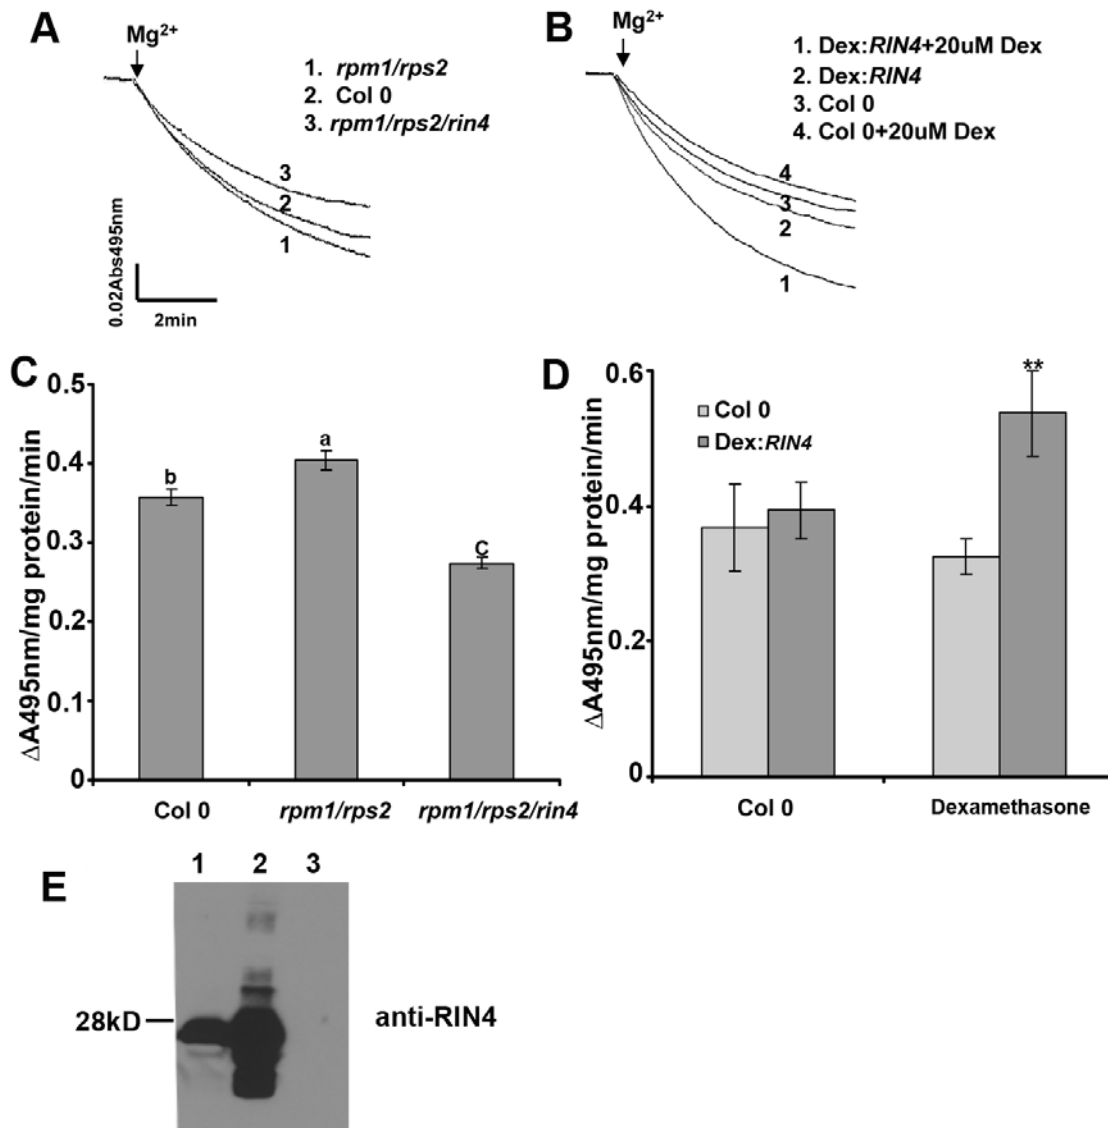 A
Mg2+
1. rpm1/rps2
2. Col 0
3. rpm1/rps2/rin4
3
2
1
0.02Abs495nm
2min
B
Mg2+
1. Dex:RIN4+20uM Dex
2. Dex:RIN4
3. Col 0
4. Col 0+20uM Dex
4
3
2
1
C
ΔA495nm/mg protein/min
0.5
0.4
0.3
0.2
0.1
0
b
a
C
Col 0
rpm1/rps2
rpm1/rps2/rin4
D
ΔA495nm/mg protein/min
0.6
0.4
0.2
0
Col 0
Dex:RIN4
**
Col 0
Dexamethasone
E
1 2 3
28kD
anti-RIN4